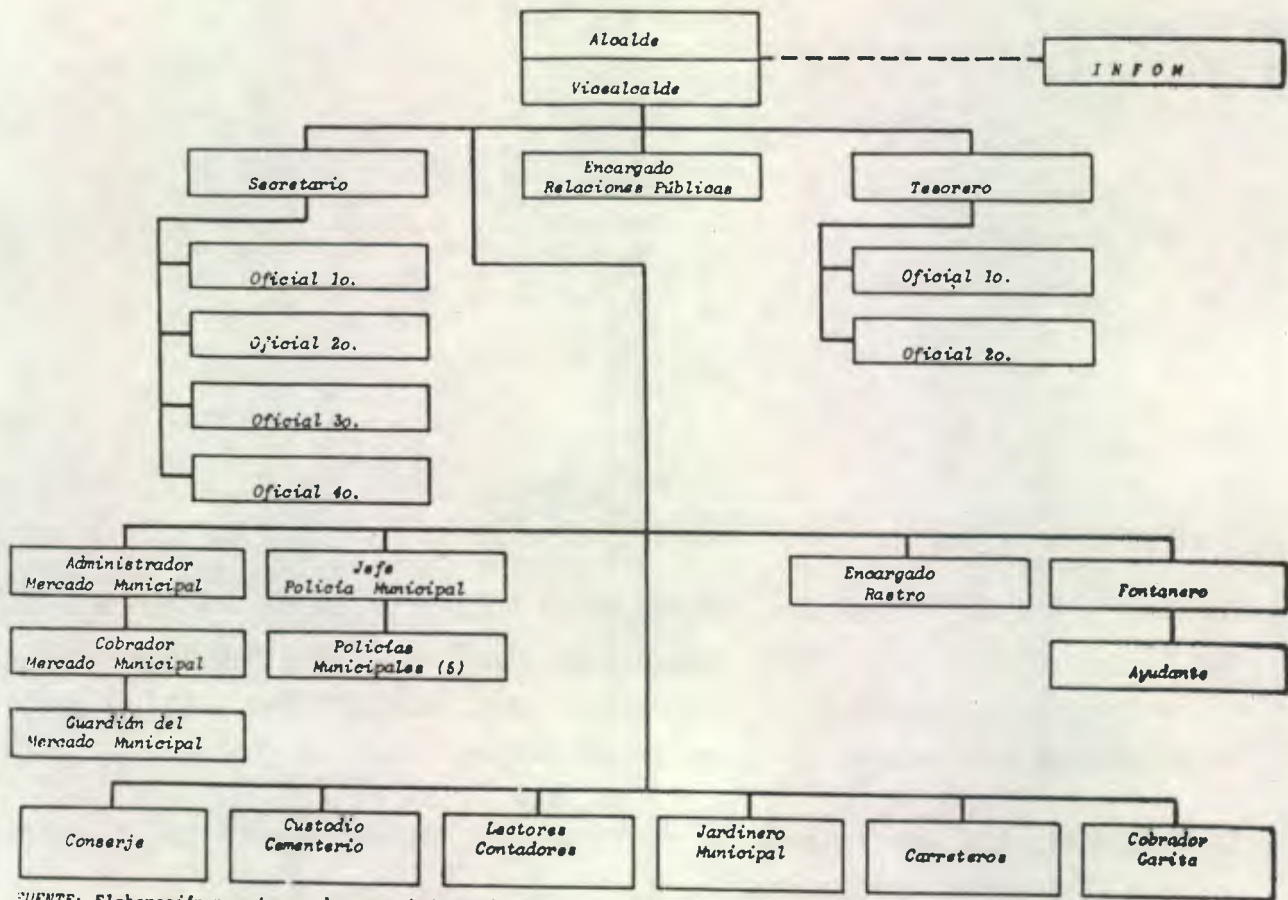 Alcalde
I N F O M
Vicealcalde
Secretario
Encargado
Relaciones Públicas
Tesorero
Oficial 1o.
Oficial 2o.
Oficial 3o.
Oficial 4o.
Oficial 1o.
Oficial 2o.
Administrador
Mercado Municipal
Jefe
Policía Municipal
Encargado
Rastro
Fontanero
Cobrador
Mercado Municipal
Policías
Municipales (5)
Ayudante
Guardián del
Mercado Municipal
Conserje
Custodio
Cementerio
Lectores
Contadores
Jardinero
Municipal
Carreteros
Cobrador
Garita
FUENTE: Elaboración